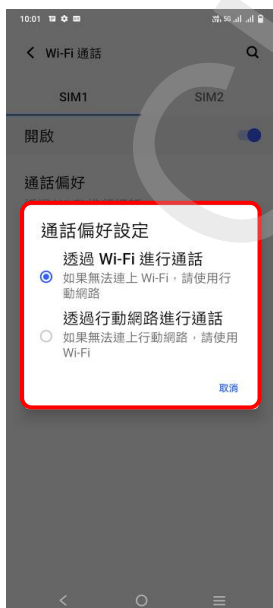 10:01
Wi-Fi 通話
SIM1 SIM2
開啟
通話偏好
通話偏好設定
透過 Wi-Fi 進行通話
如果無法連上 Wi-Fi，請使用行
動網路
透過行動網路進行通話
如果無法連上行動網路，請使用
Wi-Fi
取消